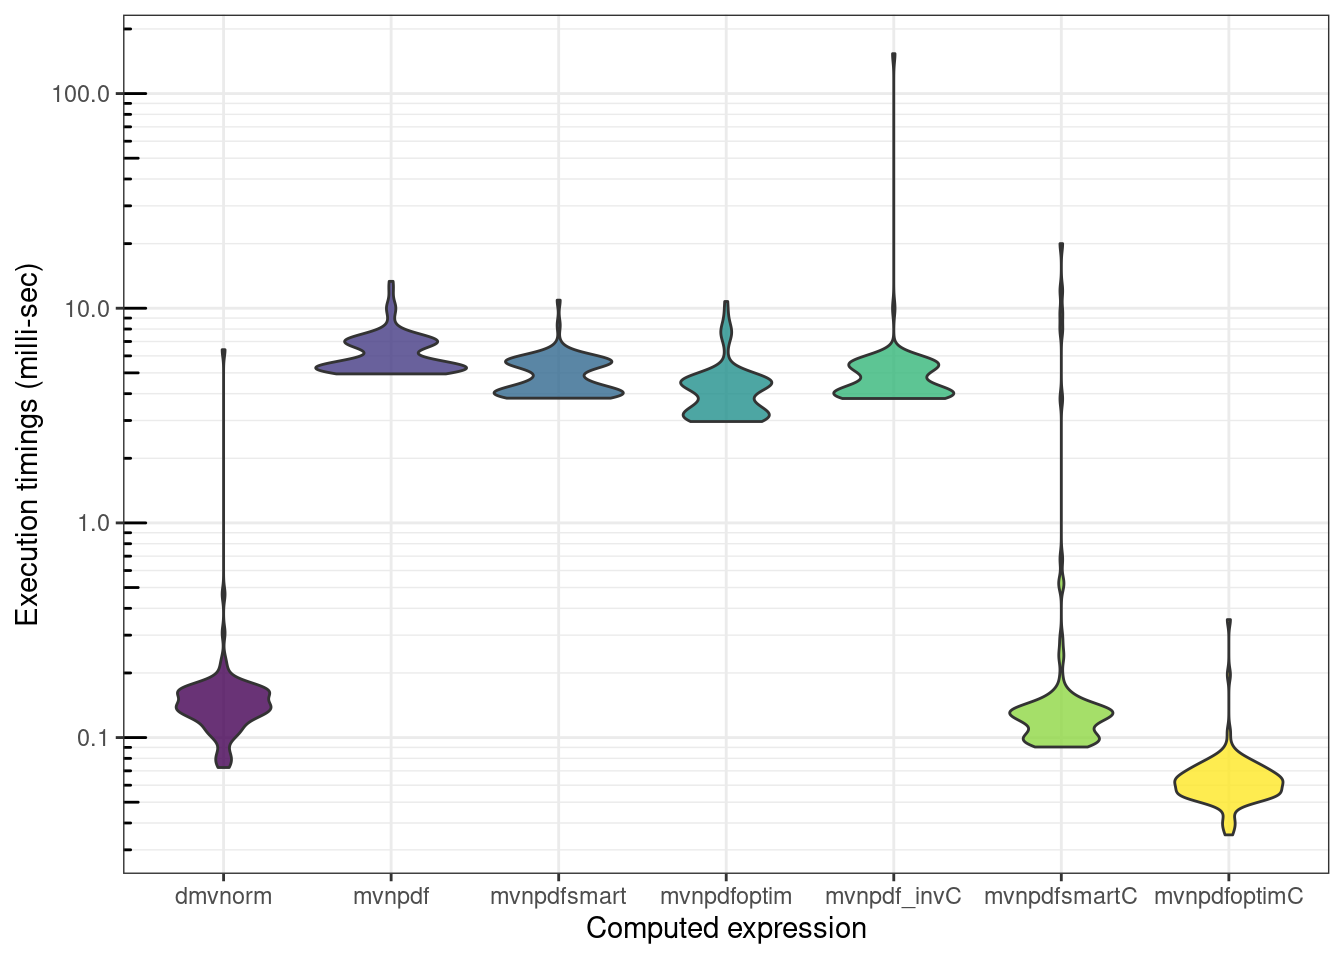 Execution timings (milli-sec)
100.0
10.0
1.0
0.1
dmvnorm mvnpdf mvnpdfsmart mvnpdfoptim mvnpdf_invC mvnpdfsmartC mvnpdfoptimC
Computed expression